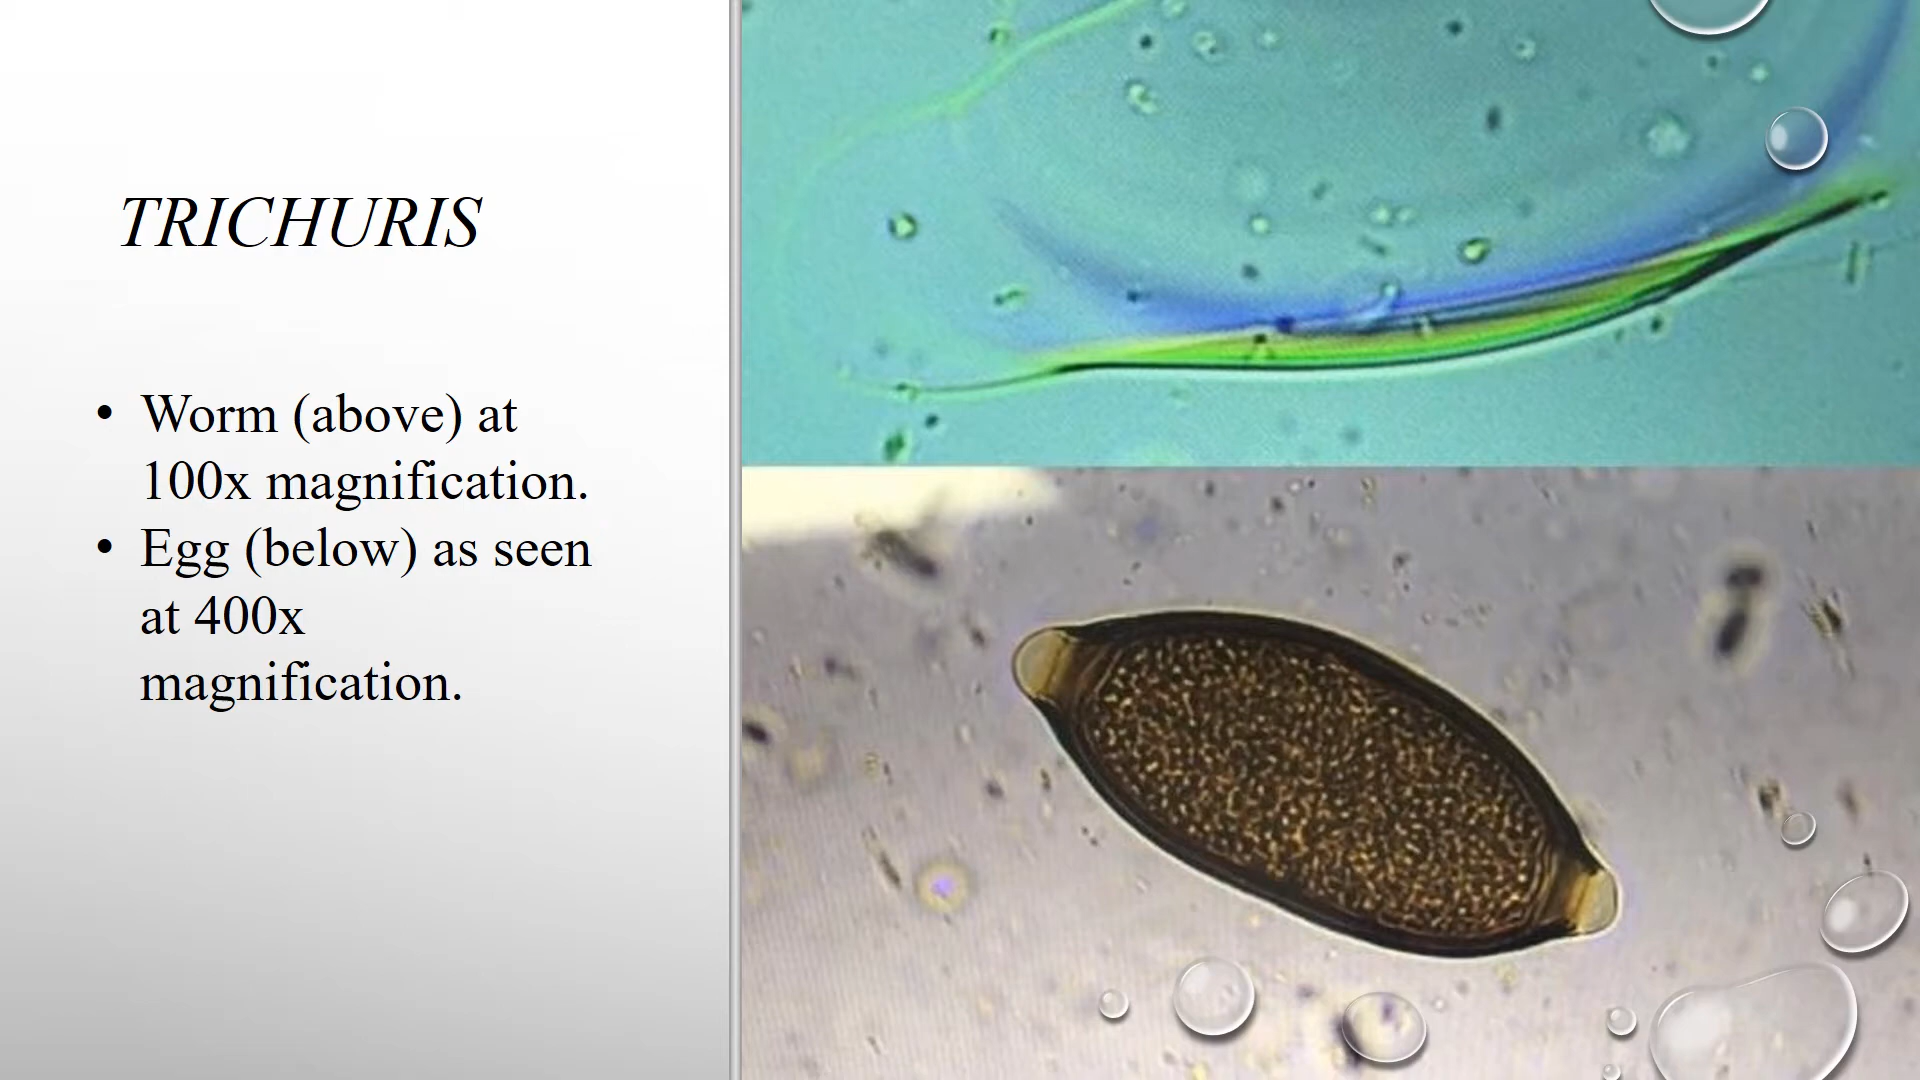 TRICHURIS
• Worm (above) at
100x magnification.
• Egg (below) as seen
at 400x
magnification.